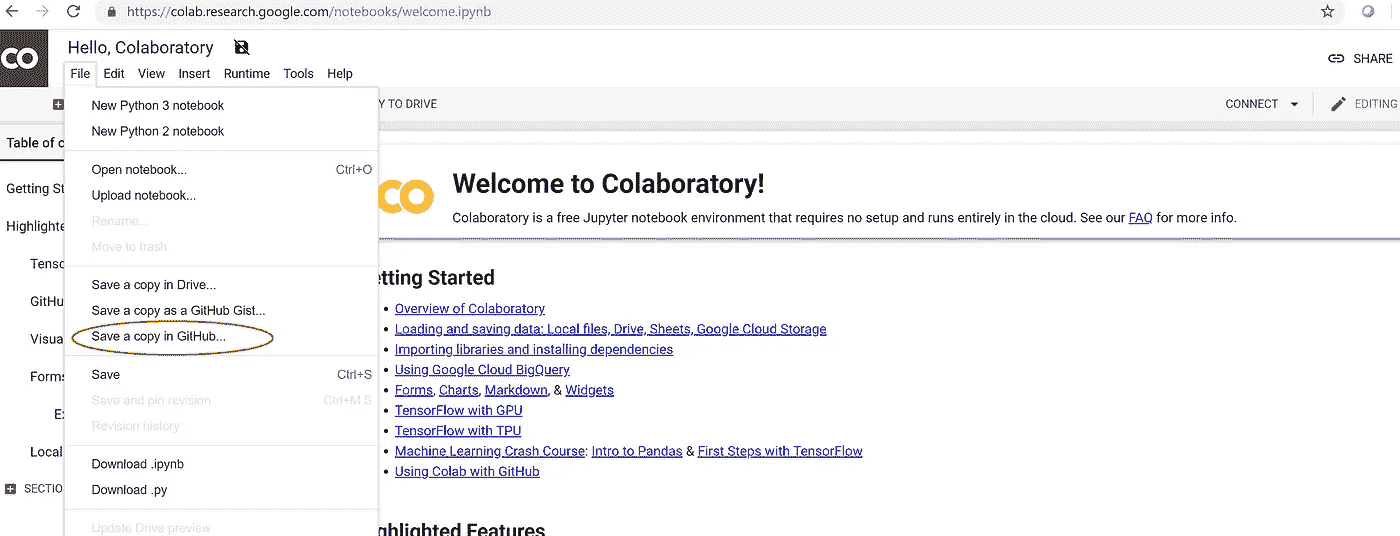 https://colab.research.google.com/notebooks/welcome.ipynb
CO
Hello, Colaboratory
SHARE
File Edit View Insert Runtime Tools Help
Y TO DRIVE
CONNECT
EDITING
New Python 3 notebook
New Python 2 notebook
Open notebook... Ctrl+O
Upload notebook...
Rename...
Move to trash
Save a copy in Drive...
Save a copy as a GitHub Gist...
Save a copy in GitHub...
Save Ctrl+S
Save and pin revision Ctrl+M S
Revision history
Download .ipynb
Download .py
Update Drive preview
Table of c
Getting St
Highlighte
Tenso
GitHu
Visua
Forms
Ex
Local
SECTIO
CO
Welcome to Colaboratory!
Colaboratory is a free Jupyter notebook environment that requires no setup and runs entirely in the cloud. See our FAQ for more info.
etting Started
• Overview of Colaboratory
• Loading and saving data: Local files, Drive, Sheets, Google Cloud Storage
• Importing libraries and installing dependencies
• Using Google Cloud BigQuery
• Forms, Charts, Markdown, & Widgets
• TensorFlow with GPU
• TensorFlow with TPU
• Machine Learning Crash Course: Intro to Pandas & First Steps with TensorFlow
• Using Colab with GitHub
ghlighted Features